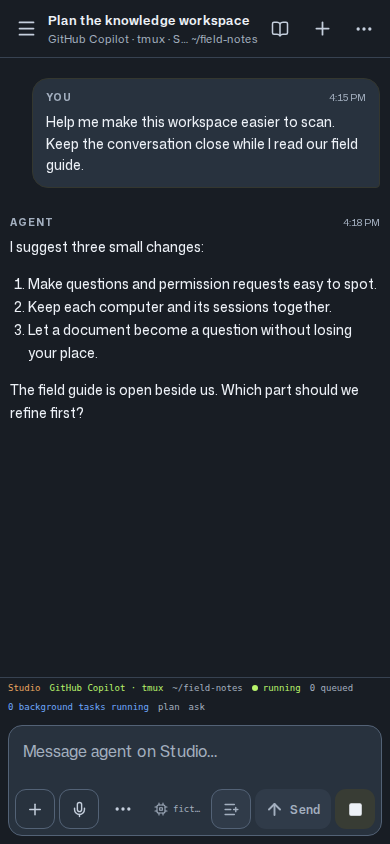 Plan the knowledge workspace
GitHub Copilot · tmux · S... ~/field-notes
YOU 4:15 PM
Help me make this workspace easier to scan.
Keep the conversation close while I read our field
guide.
AGENT 4:18 PM
I suggest three small changes:
1. Make questions and permission requests easy to spot.
2. Keep each computer and its sessions together.
3. Let a document become a question without losing
your place.
The field guide is open beside us. Which part should we
refine first?
Studio GitHub Copilot · tmux ~/field-notes ● running 0 queued
0 background tasks running plan ask
Message agent on Studio...
fict... Send